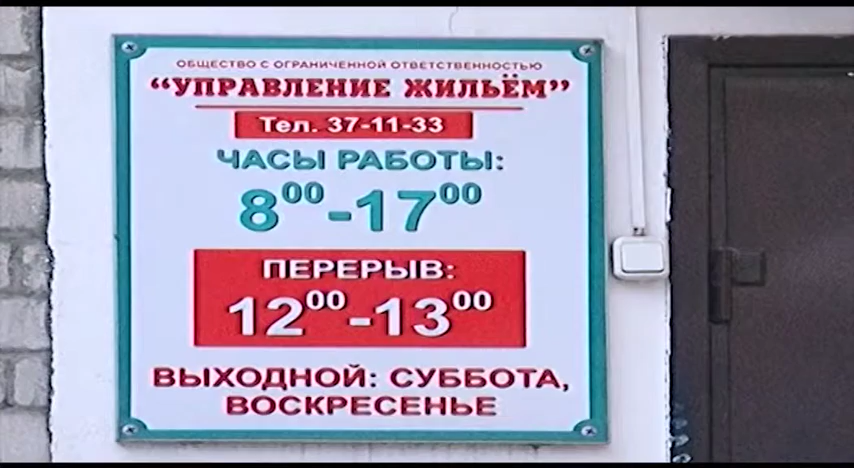 ОБЩЕСТВО С ОГРАНИЧЕННОЙ ОТВЕТСТВЕННОСТЬЮ
“УПРАВЛЕНИЕ ЖИЛЬЁМ”
Тел. 37-11-33
ЧАСЫ РАБОТЫ:
8⁰⁰-17⁰⁰
ПЕРЕРЫВ:
12⁰⁰-13⁰⁰
ВЫХОДНОЙ: СУББОТА,
ВОСКРЕСЕНЬЕ